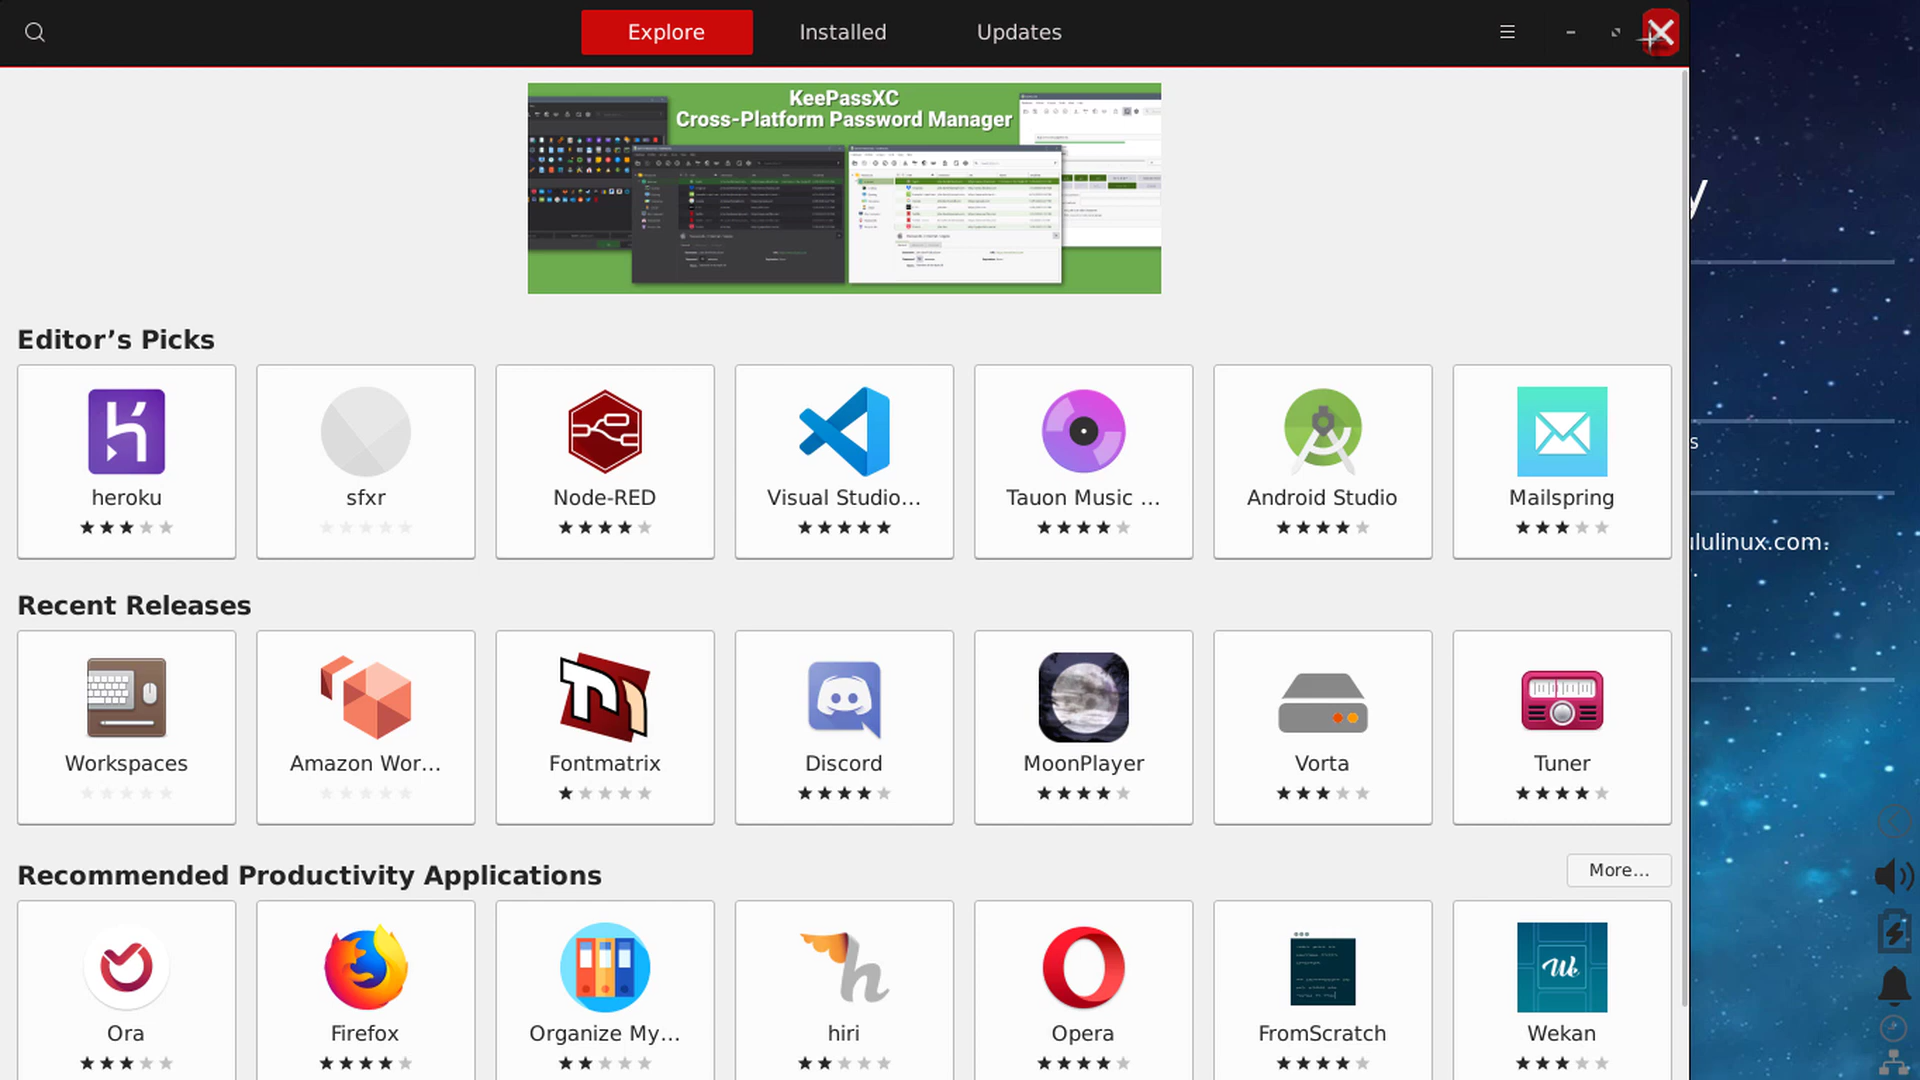 Explore Installed Updates
KeePassXC
Cross-Platform Password Manager
y
Editor’s Picks
heroku sfxr Node-RED Visual Studio... Tauon Music ... Android Studio Mailspring
s
ululinux.com
Recent Releases
Workspaces Amazon Wor... Fontmatrix Discord MoonPlayer Vorta Tuner
Recommended Productivity Applications More...
Ora Firefox Organize My... hiri Opera FromScratch Wekan